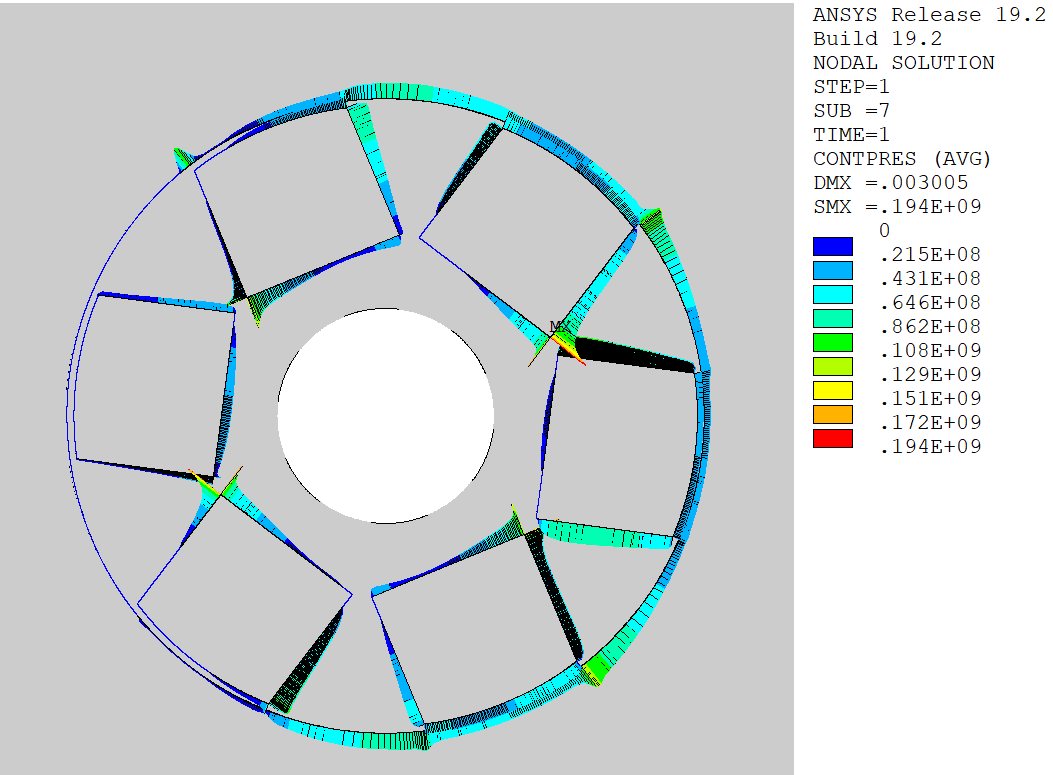 ANSYS Release 19.2
Build 19.2
NODAL SOLUTION
STEP=1
SUB =7
TIME=1
CONTPRES (AVG)
DMX =.003005
SMX =.194E+09
0
.215E+08
.431E+08
.646E+08
.862E+08
.108E+09
.129E+09
.151E+09
.172E+09
.194E+09
MX